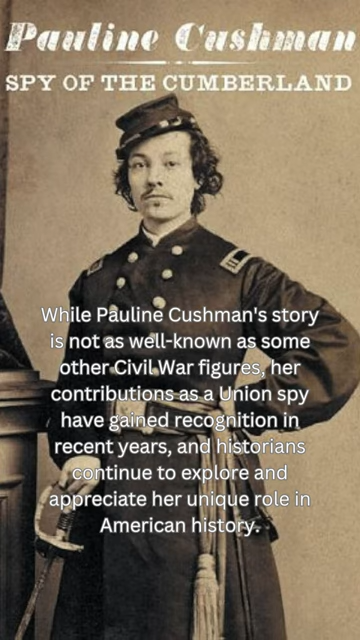 Pauline Cushman
SPY OF THE CUMBERLAND
While Pauline Cushman's story
is not as well-known as some
other Civil War figures, her
contributions as a Union spy
have gained recognition in
recent years, and historians
continue to explore and
appreciate her unique role in
American history.